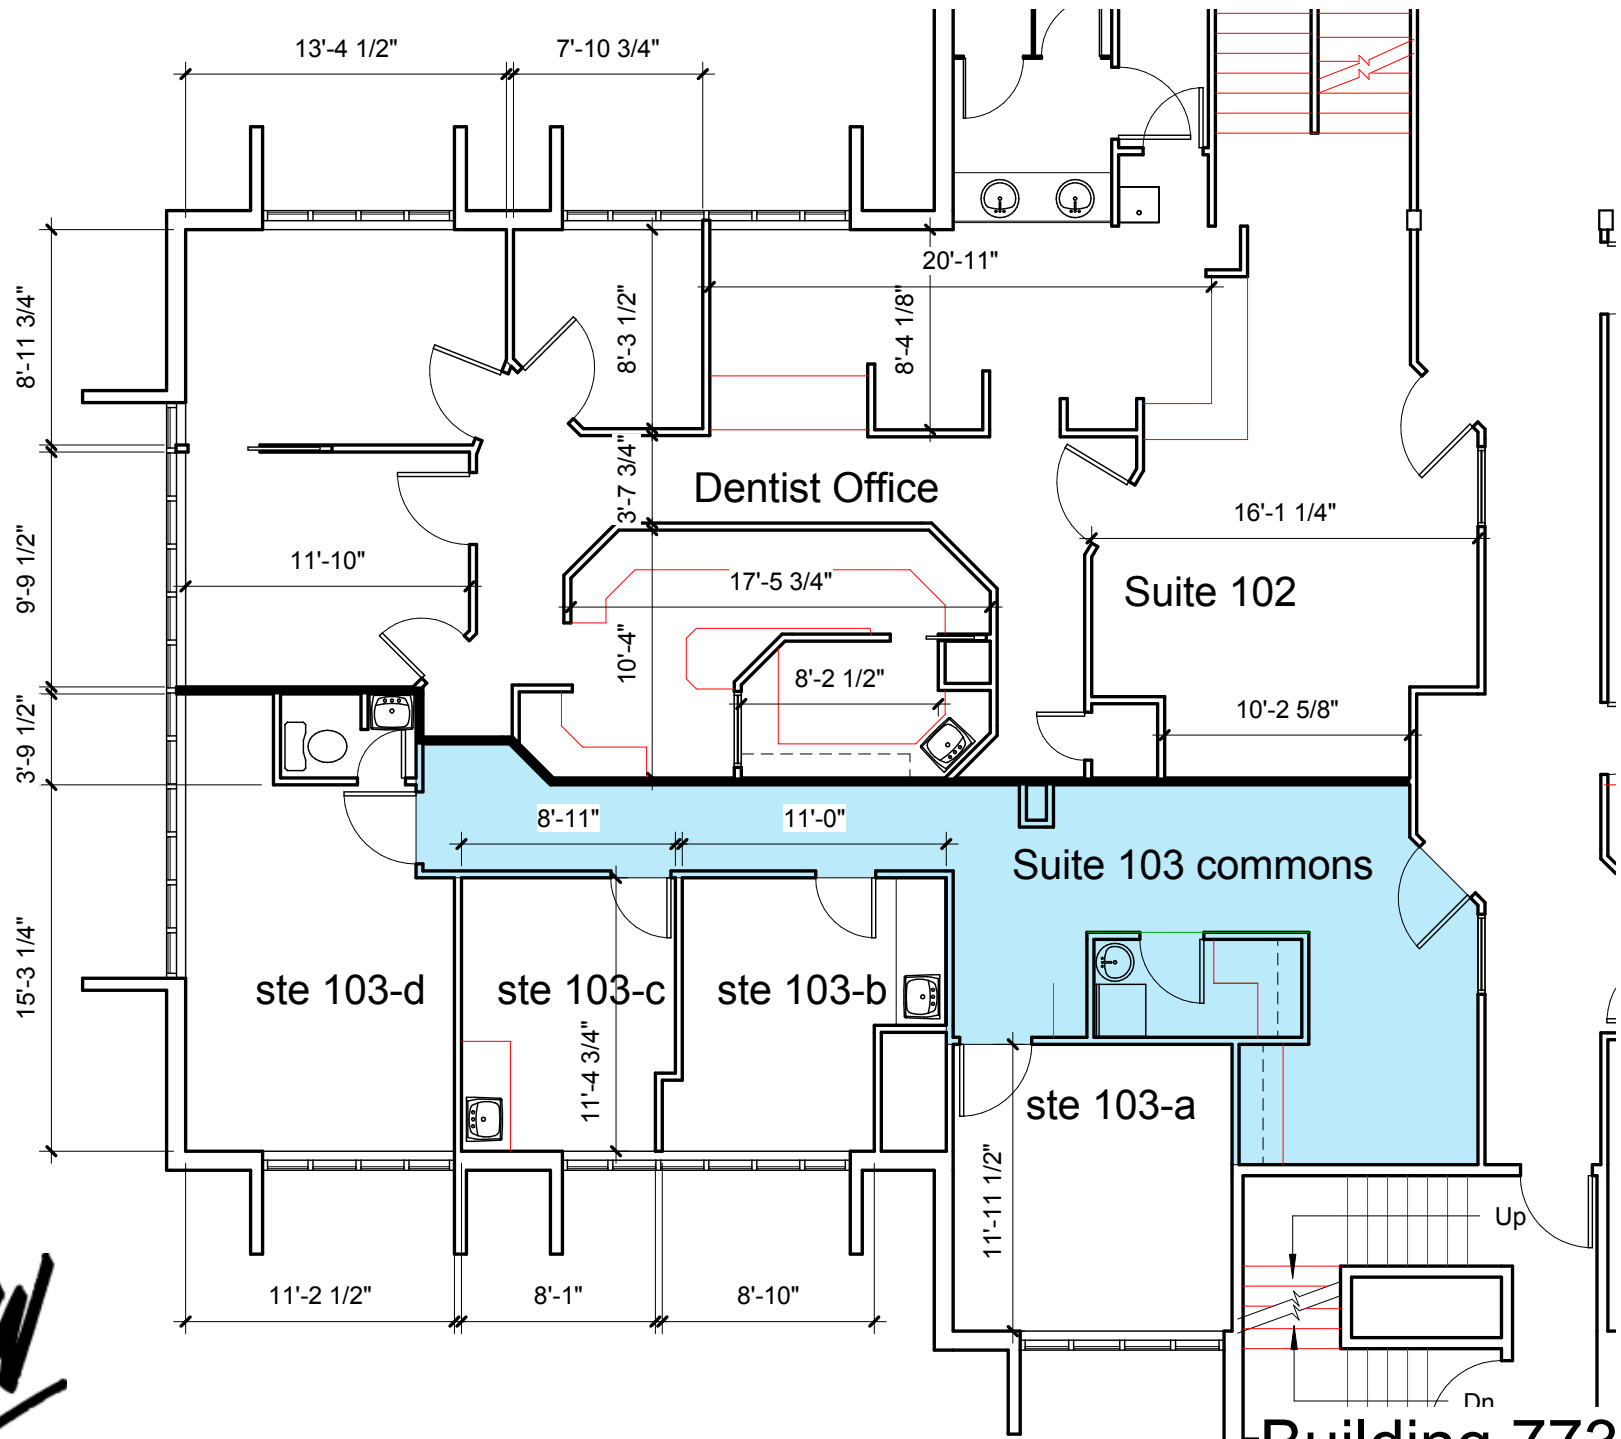 13'-4 1/2"
7'-10 3/4"
20'-11"
8'-11 3/4"
8'-3 1/2"
8'-4 1/8"
3'-7 3/4"
Dentist Office
16'-1 1/4"
9'-9 1/2"
11'-10"
17'-5 3/4"
Suite 102
10'-4"
8'-2 1/2"
10'-2 5/8"
3'-9 1/2"
8'-11"
11'-0"
Suite 103 commons
15'-3 1/4"
ste 103-d
ste 103-c
ste 103-b
11'-4 3/4"
ste 103-a
11'-11 1/2"
Up
11'-2 1/2"
8'-1"
8'-10"
Dn
Building 773